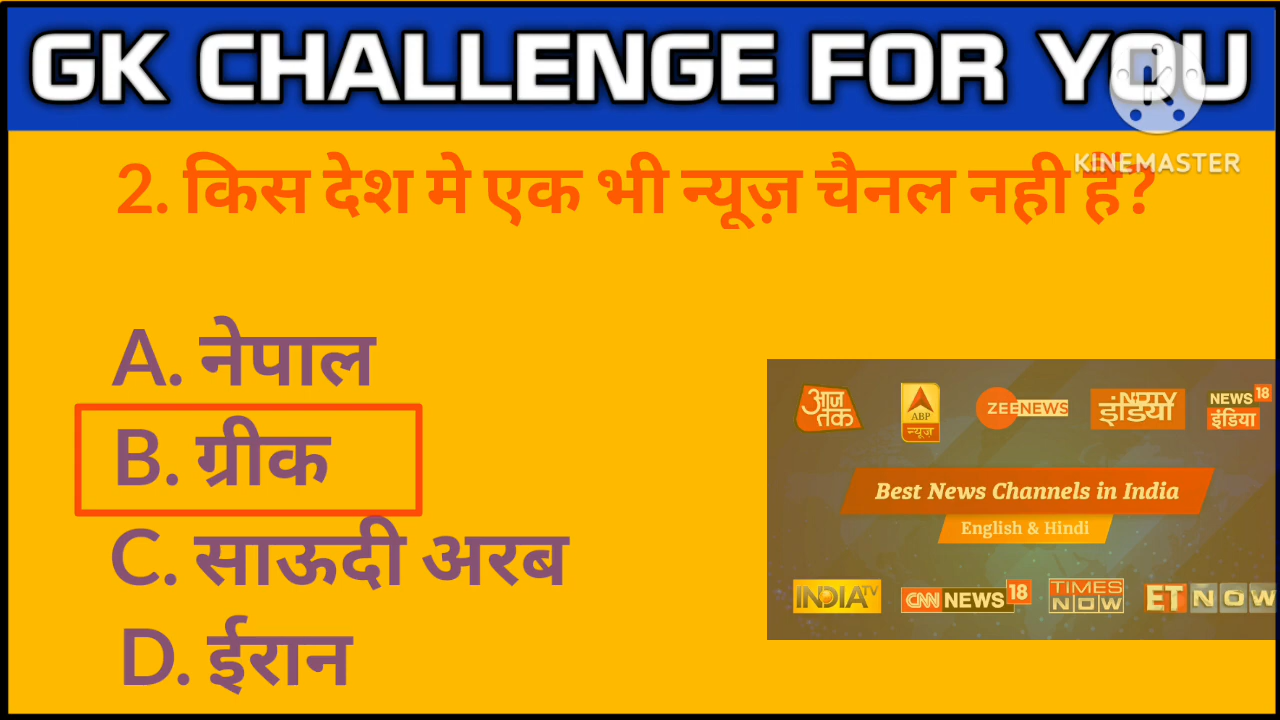 GK CHALLENGE FOR YOU
KINEMASTER
2. किस देश मे एक भी न्यूज़ चैनल नही है?
A. नेपाल
B. ग्रीक
C. साऊदी अरब
D. ईरान
आज तक
ABP न्यूज़
ZEE NEWS
NDTV इंडिया
NEWS 18 इंडिया
Best News Channels in India
English & Hindi
INDIA TV
CNN NEWS 18
TIMES NOW
ET NOW